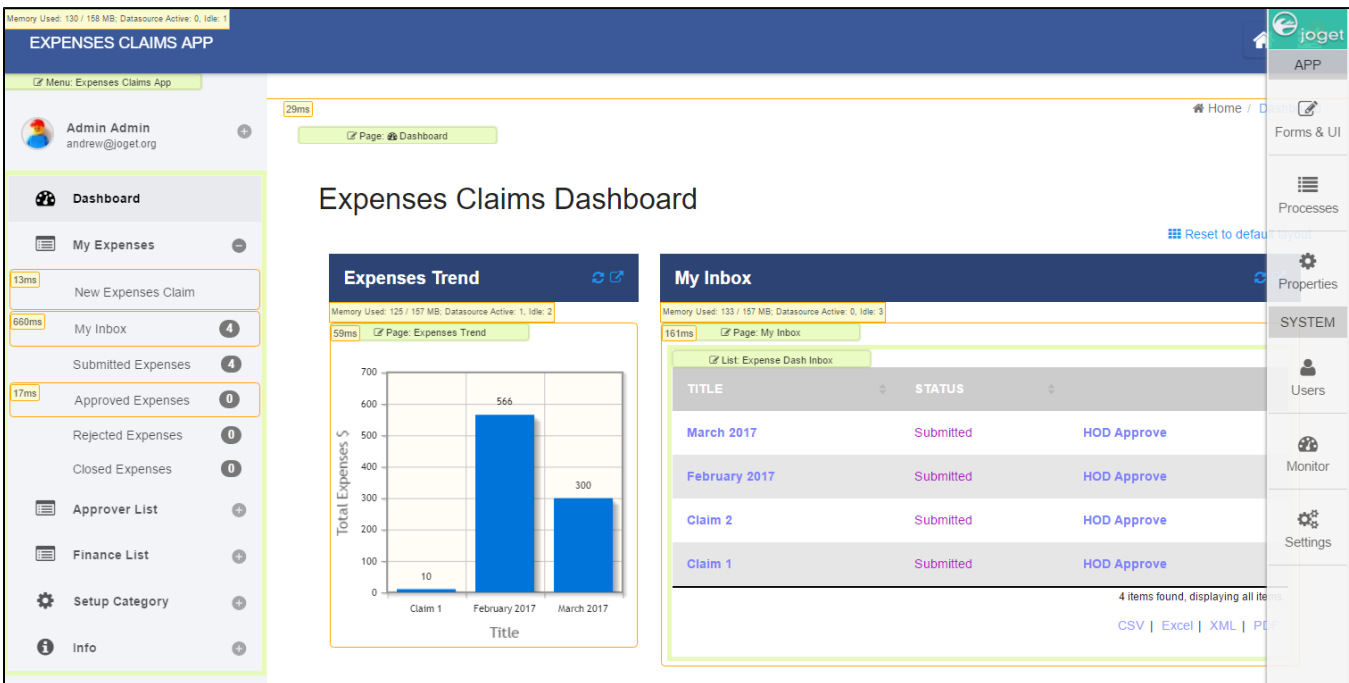 Memory Used: 130 / 158 MB; Datasource Active: 0, Idle: 1
EXPENSES CLAIMS APP
Menu: Expenses Claims App
Admin Admin
andrew@joget.org
Dashboard
My Expenses
13ms
New Expenses Claim
660ms
My Inbox 4
Submitted Expenses 4
17ms
Approved Expenses 0
Rejected Expenses 0
Closed Expenses 0
Approver List
Finance List
Setup Category
Info
29ms
Home /
Page: Dashboard
Expenses Claims Dashboard
Reset to default layout
Expenses Trend
Memory Used: 125 / 157 MB; Datasource Active: 1, Idle: 2
59ms Page: Expenses Trend
Total Expenses $
700
600
500
400
300
200
100
0
10
566
300
Claim 1 February 2017 March 2017
Title
My Inbox
Memory Used: 133 / 157 MB; Datasource Active: 0, Idle: 3
161ms Page: My Inbox
List: Expense Dash Inbox
TITLE STATUS
March 2017 Submitted HOD Approve
February 2017 Submitted HOD Approve
Claim 2 Submitted HOD Approve
Claim 1 Submitted HOD Approve
4 items found, displaying all items
CSV | Excel | XML | PDF
joget
APP
Forms & UI
Processes
Properties
SYSTEM
Users
Monitor
Settings